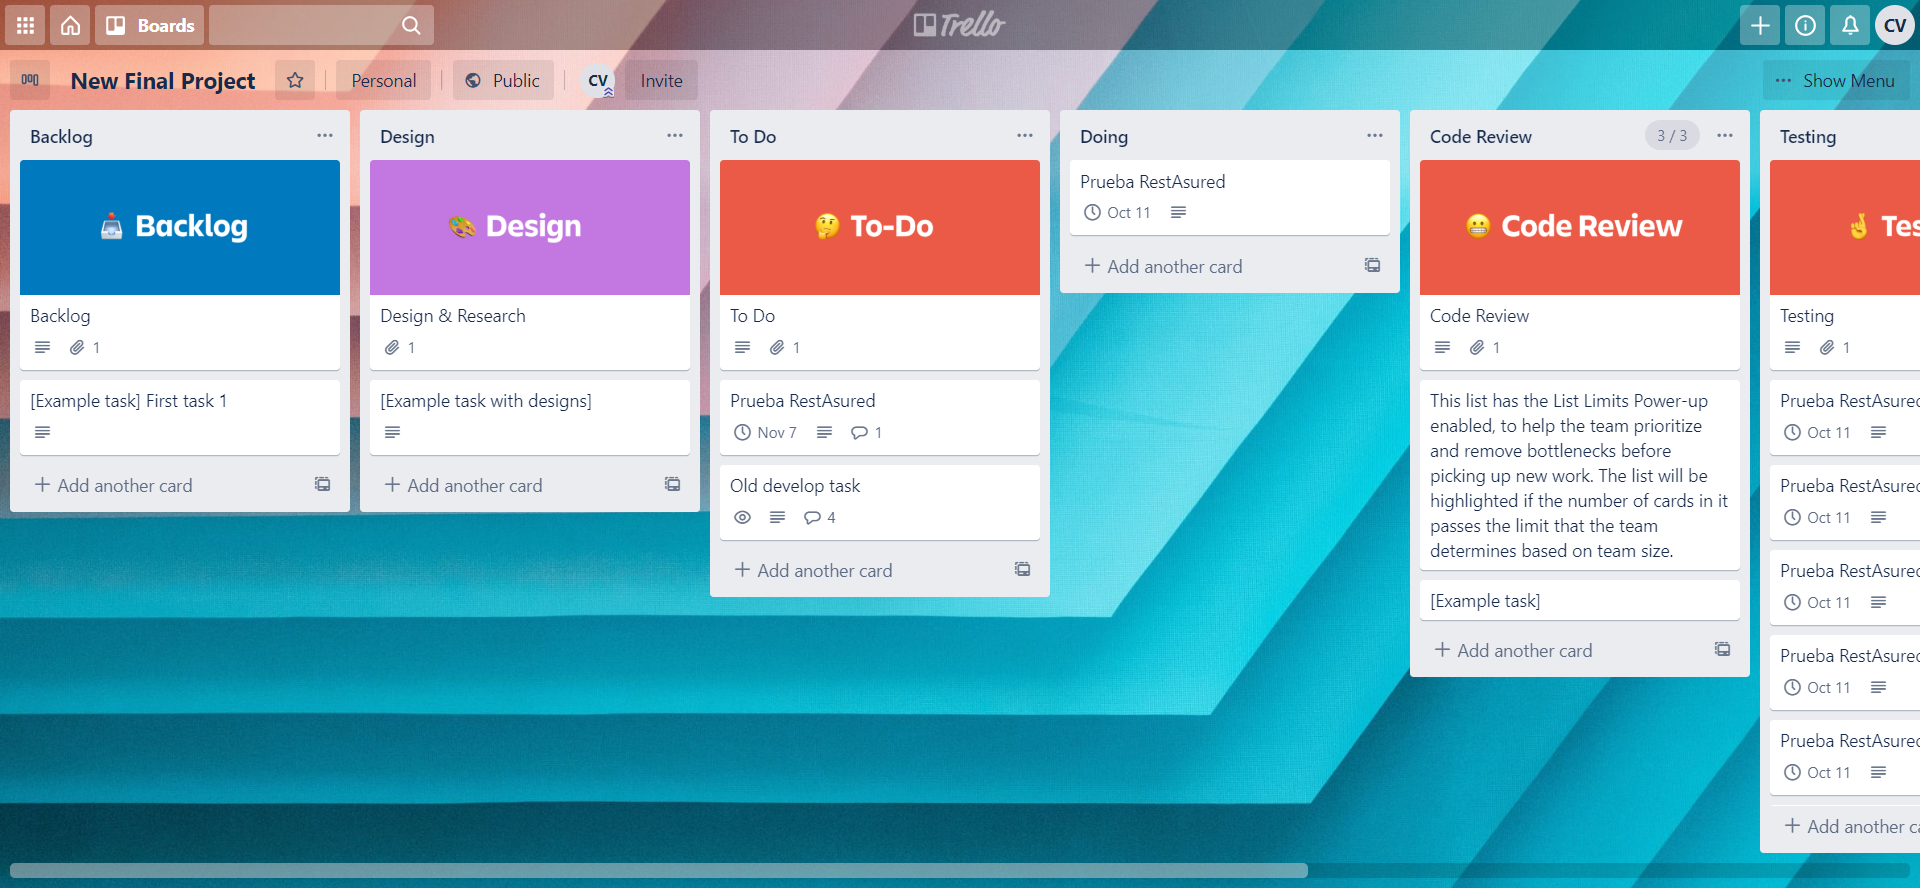 Boards
Trello
CV
New Final Project
Personal
Public
CV
Invite
Show Menu
Backlog
Backlog
Backlog
1
[Example task] First task 1
Add another card
Design
Design
Design & Research
1
[Example task with designs]
Add another card
To Do
To-Do
To Do
1
Prueba RestAsured
Nov 7
1
Old develop task
4
Add another card
Doing
Prueba RestAsured
Oct 11
Add another card
Code Review
3 / 3
Code Review
Code Review
1
This list has the List Limits Power-up
enabled, to help the team prioritize
and remove bottlenecks before
picking up new work. The list will be
highlighted if the number of cards in it
passes the limit that the team
determines based on team size.
[Example task]
Add another card
Testing
Tes
Testing
1
Prueba RestAsured
Oct 11
Prueba RestAsured
Oct 11
Prueba RestAsured
Oct 11
Prueba RestAsured
Oct 11
Prueba RestAsured
Oct 11
Add another ca